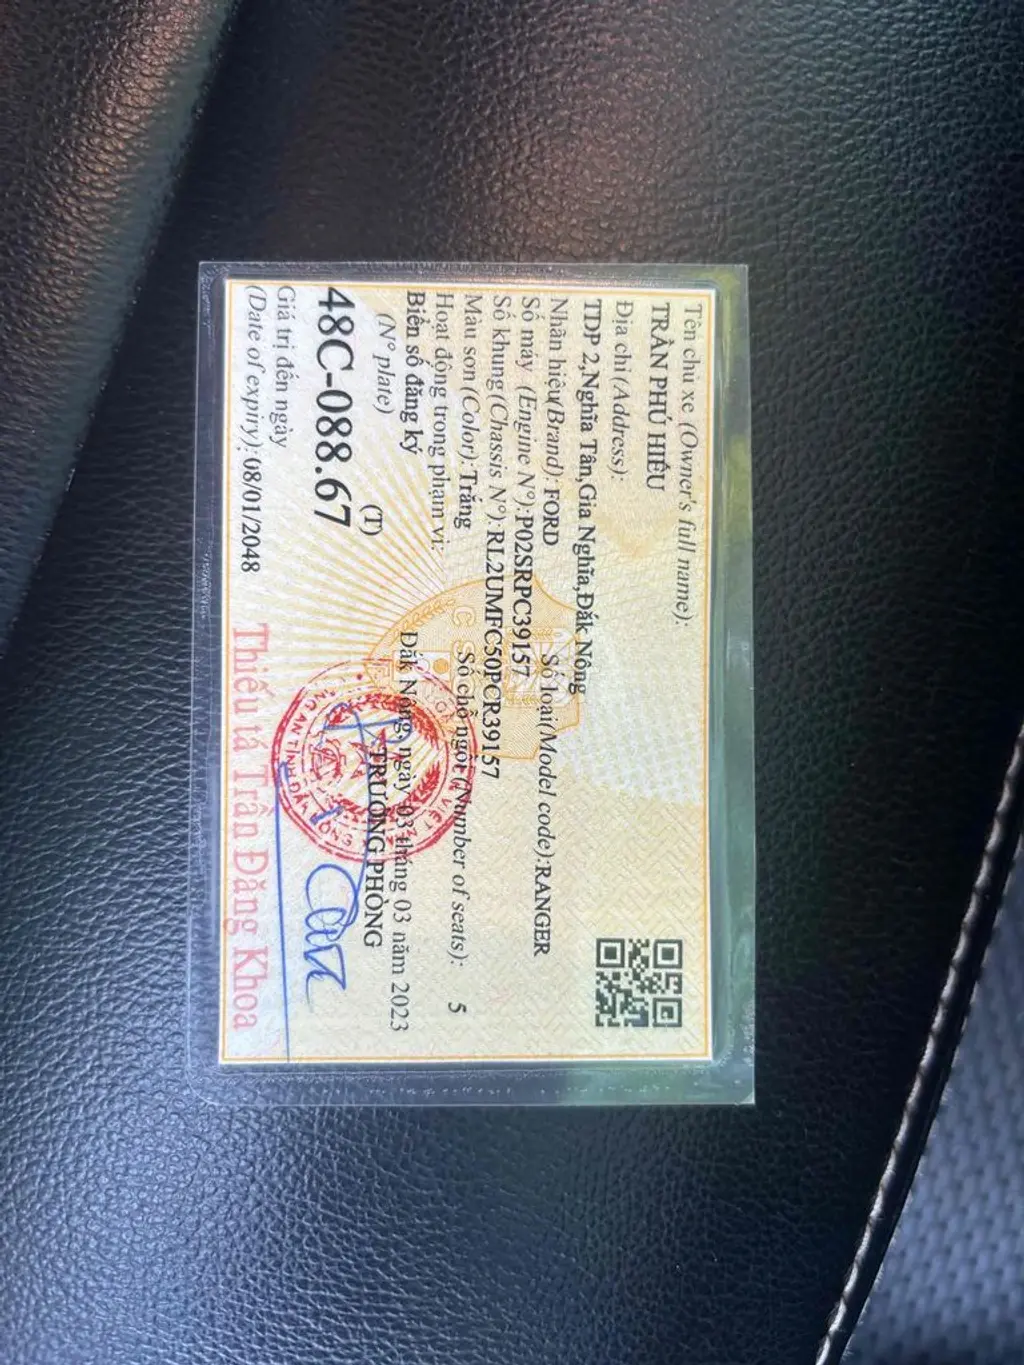 Tên chủ xe (Owner's full name):
TRẦN PHÚ HIẾU
Địa chỉ (Address):
TDP 2,Nghĩa Tân,Gia Nghĩa,Đắk Nông
Nhãn hiệu(Brand): FORD Số loại(Model code):RANGER
Số máy (Engine Nº):P02SRPC39157
Số khung(Chassis Nº):RL2UMFC50PCR39157
Màu sơn (Color):Trắng Số chỗ ngồi (Number of seats): 5
Hoạt động trong phạm vi:
Biển số đăng ký
(Nº plate) (T)
48C-088.67
Giá trị đến ngày
(Date of expiry): 08/01/2048
Đắk Nông, ngày 03 tháng 03 năm 2023
TRƯỞNG PHÒNG
Thiếu tá Trần Đăng Khoa